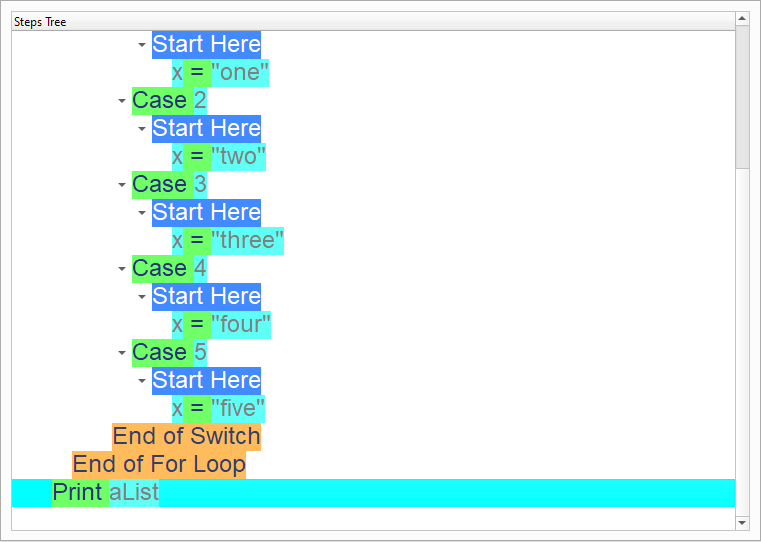 Steps Tree
Start Here
x = "one"
Case 2
Start Here
x = "two"
Case 3
Start Here
x = "three"
Case 4
Start Here
x = "four"
Case 5
Start Here
x = "five"
End of Switch
End of For Loop
Print aList